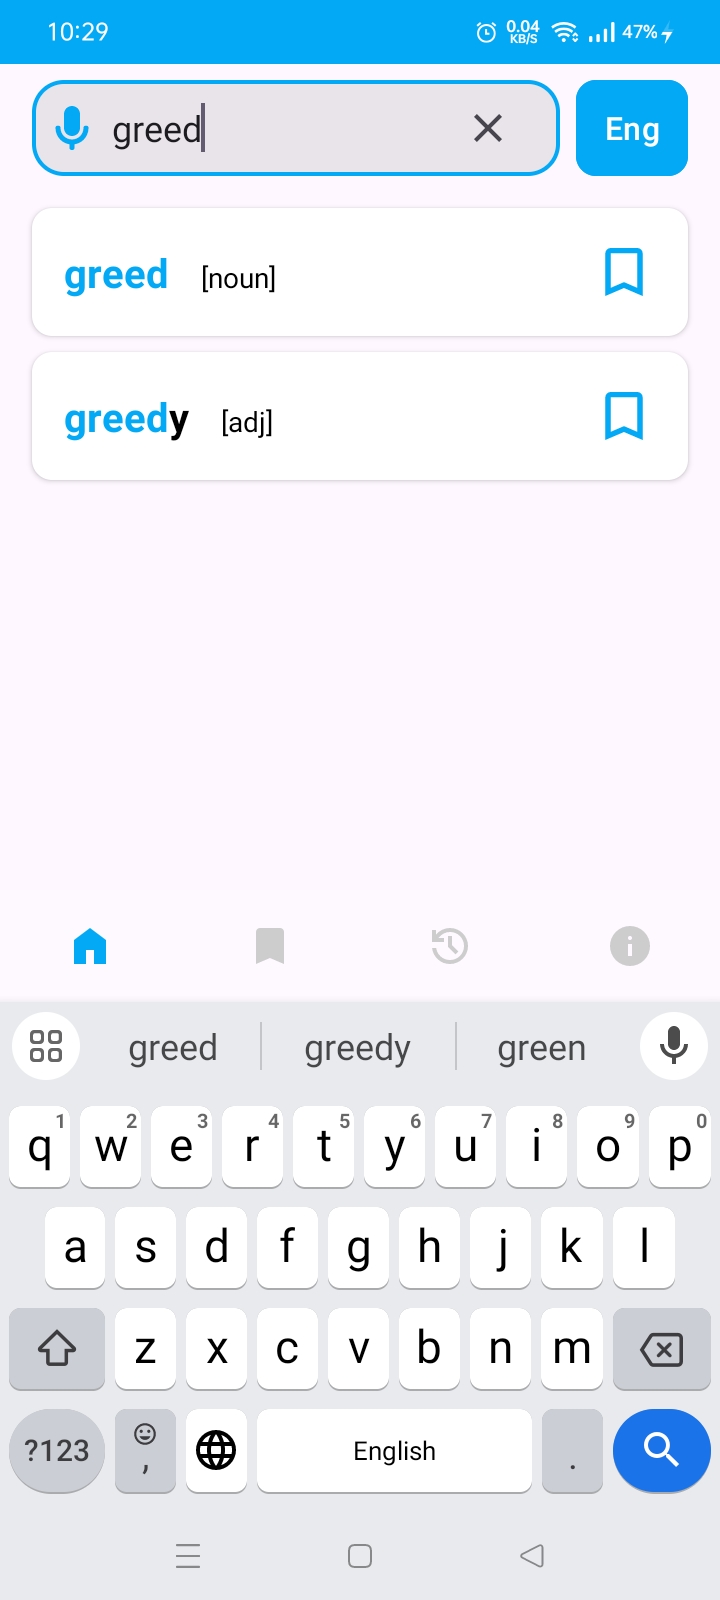 10:29 0.04 KB/S 47%
greed Eng
greed [noun]
greedy [adj]
greed greedy green
q1 w2 e3 r4 t5 y6 u7 i8 o9 p0
a s d f g h j k l
z x c v b n m
?123 , English .